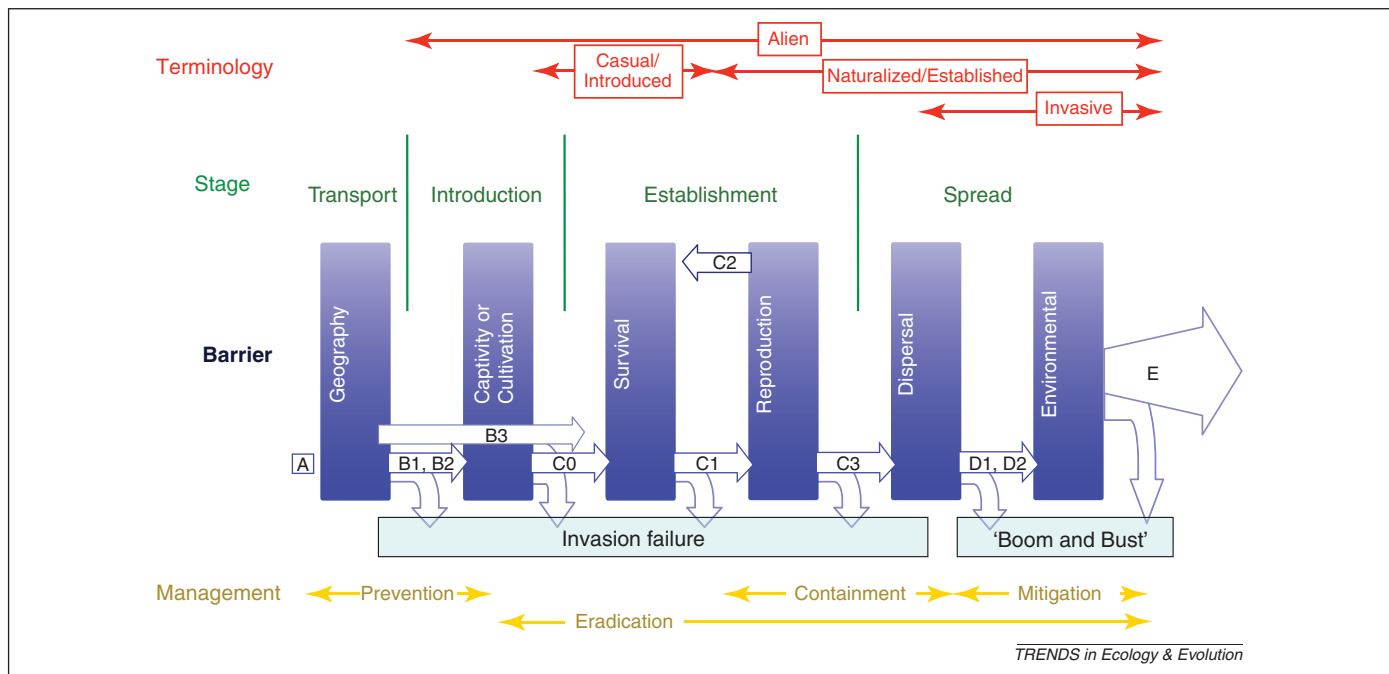 Terminology
Alien
Casual/
Introduced
Naturalized/Established
Invasive
Stage
Transport
Introduction
Establishment
Spread
Barrier
Geography
Captivity or
Cultivation
Survival
Reproduction
Dispersal
Environmental
C2
E
B3
A
B1, B2
C0
C1
C3
D1, D2
Invasion failure
‘Boom and Bust’
Management
Prevention
Containment
Mitigation
Eradication
TRENDS in Ecology & Evolution